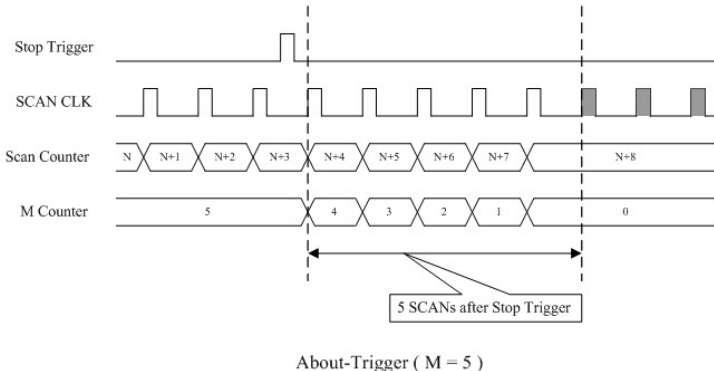 Stop Trigger
SCAN CLK
Scan Counter N N+1 N+2 N+3 N+4 N+5 N+6 N+7 N+8
M Counter 5 4 3 2 1 0
5 SCANs after Stop Trigger
About-Trigger ( M = 5 )